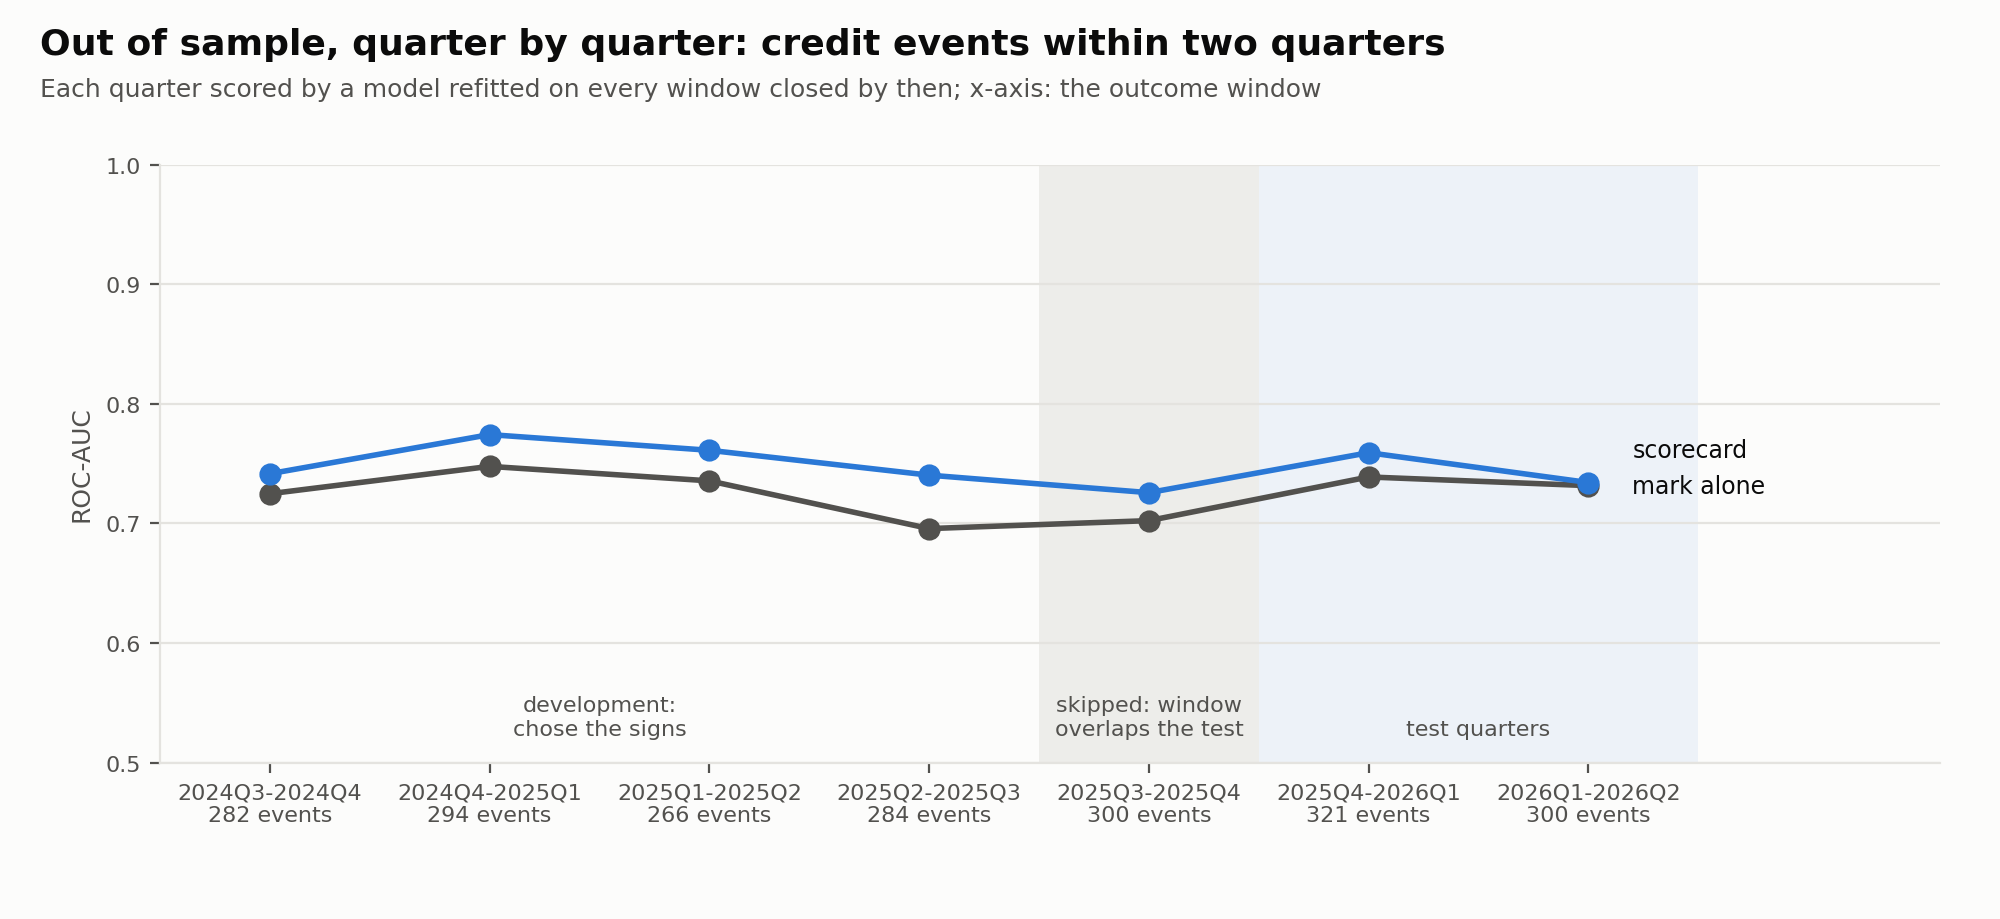 Out of sample, quarter by quarter: credit events within two quarters
Each quarter scored by a model refitted on every window closed by then; x-axis: the outcome window
ROC-AUC
1.0
0.9
0.8
0.7
0.6
0.5
scorecard
mark alone
development:
chose the signs
skipped: window
overlaps the test
test quarters
2024Q3-2024Q4
282 events
2024Q4-2025Q1
294 events
2025Q1-2025Q2
266 events
2025Q2-2025Q3
284 events
2025Q3-2025Q4
300 events
2025Q4-2026Q1
321 events
2026Q1-2026Q2
300 events